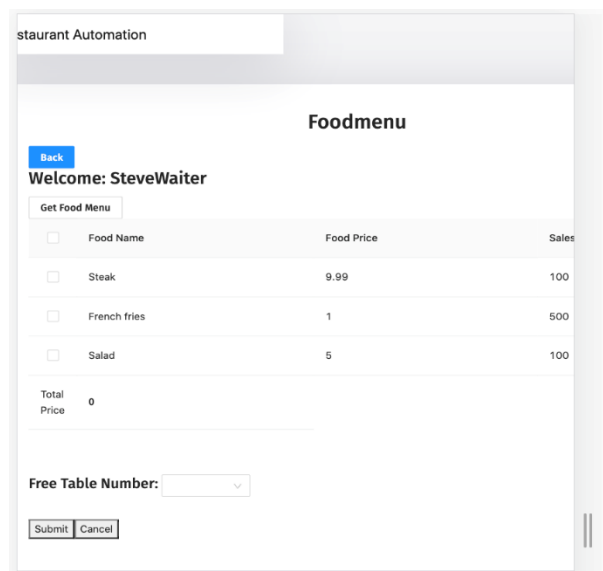 staurant Automation
Foodmenu
Back
Welcome: SteveWaiter
Get Food Menu
Food Name Food Price Sales
Steak 9.99 100
French fries 1 500
Salad 5 100
Total
Price 0
Free Table Number:
Submit Cancel